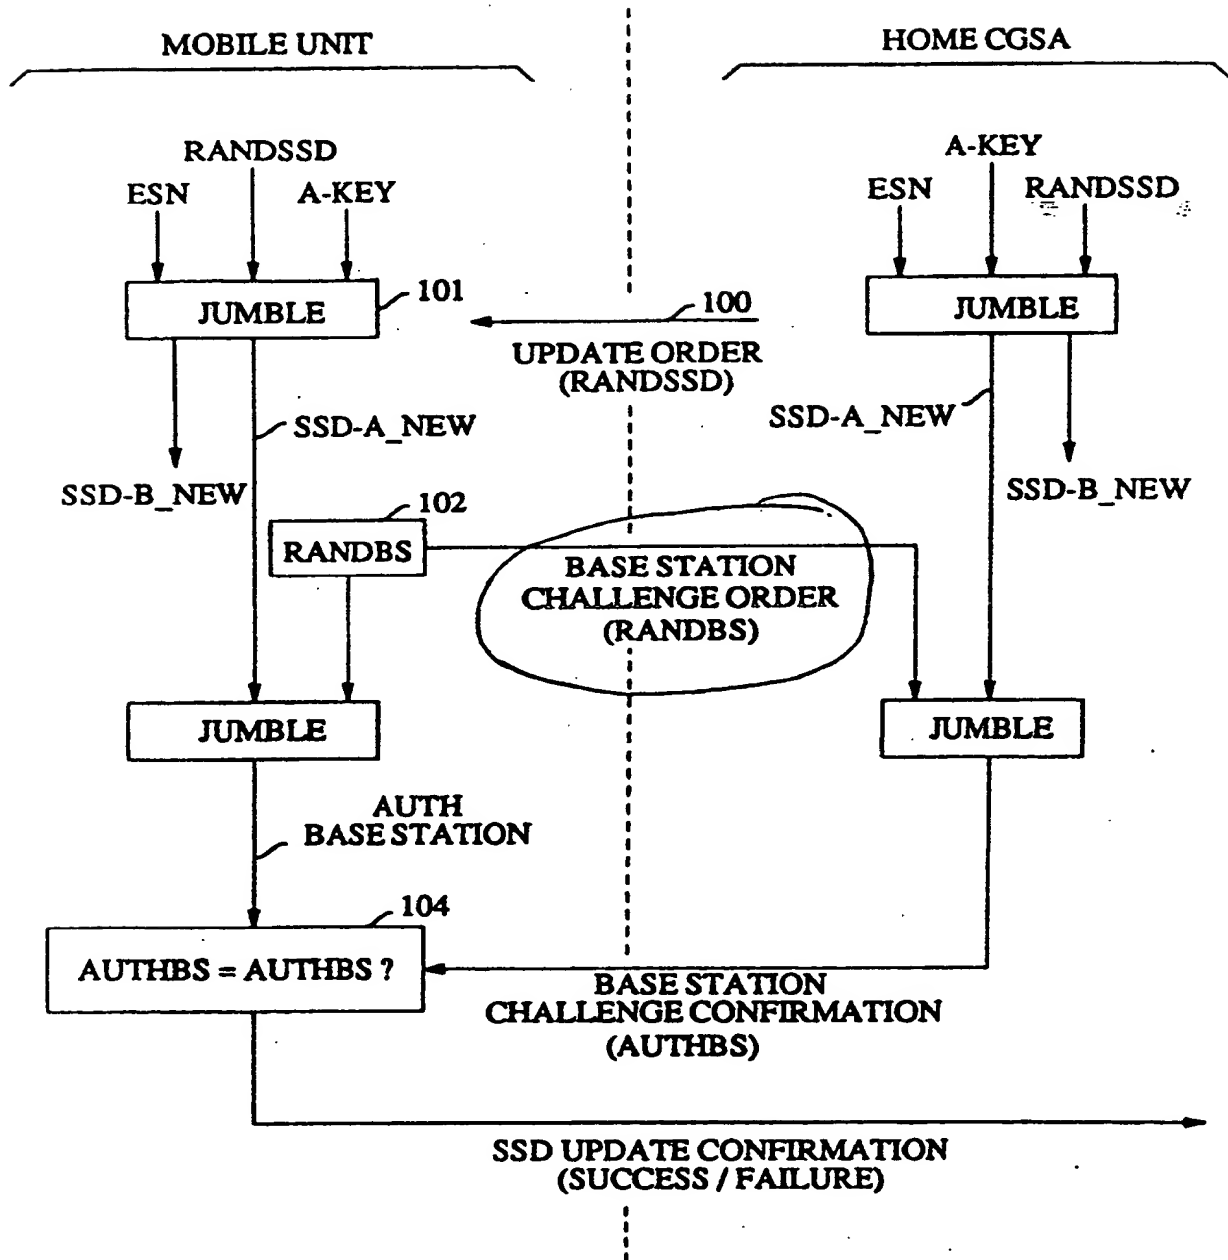 MOBILE UNIT
HOME CGSA
RANDSSD
ESN
A-KEY
A-KEY
ESN
RANDSSD
JUMBLE
101
100
JUMBLE
UPDATE ORDER
(RANDSSD)
SSD-A_NEW
SSD-A_NEW
SSD-B_NEW
SSD-B_NEW
102
RANDBS
BASE STATION
CHALLENGE ORDER
(RANDBS)
JUMBLE
JUMBLE
AUTH
BASE STATION
104
AUTHBS = AUTHBS ?
BASE STATION
CHALLENGE CONFIRMATION
(AUTHBS)
SSD UPDATE CONFIRMATION
(SUCCESS / FAILURE)